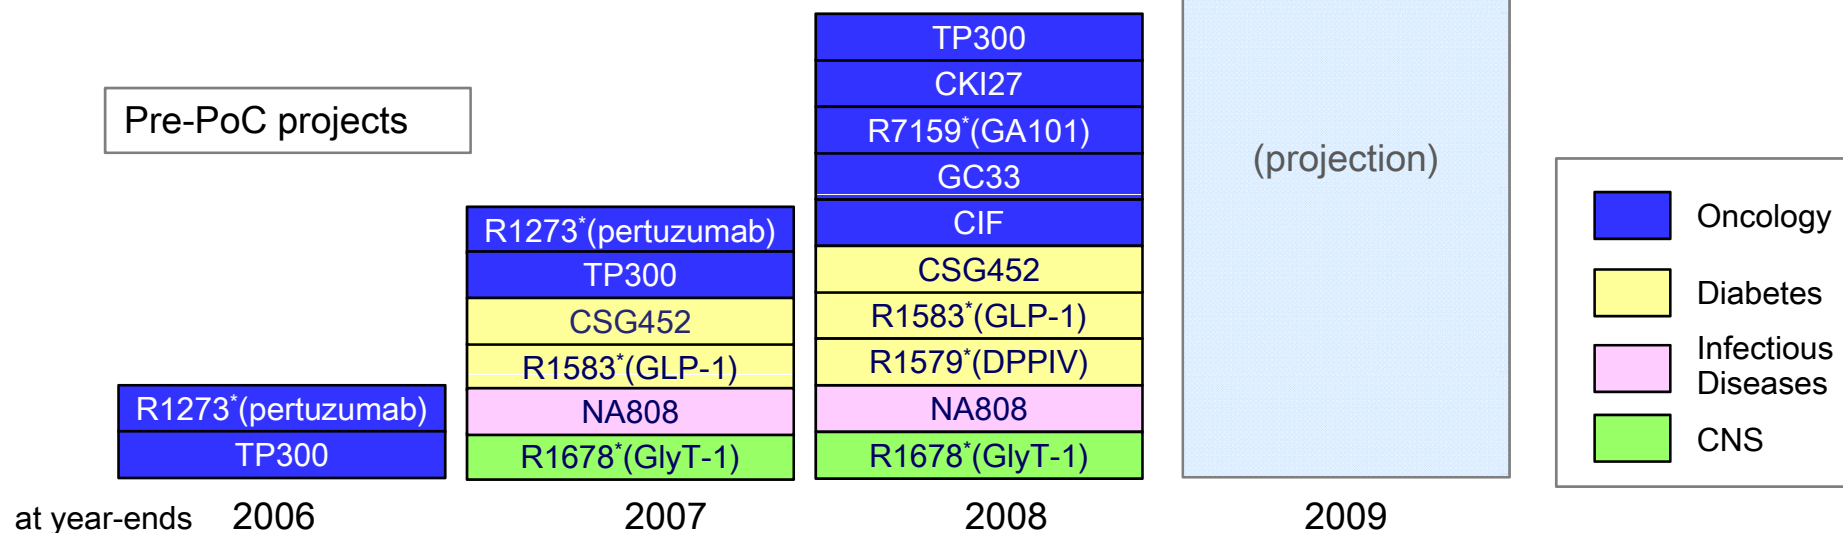 Pre-PoC projects
R1273*(pertuzumab)
TP300
R1273*(pertuzumab)
TP300
CSG452
R1583*(GLP-1)
NA808
R1678*(GlyT-1)
TP300
CKI27
R7159*(GA101)
GC33
CIF
CSG452
R1583*(GLP-1)
R1579*(DPPIV)
NA808
R1678*(GlyT-1)
(projection)
Oncology
Diabetes
Infectious
Diseases
CNS
at year-ends 2006 2007 2008 2009